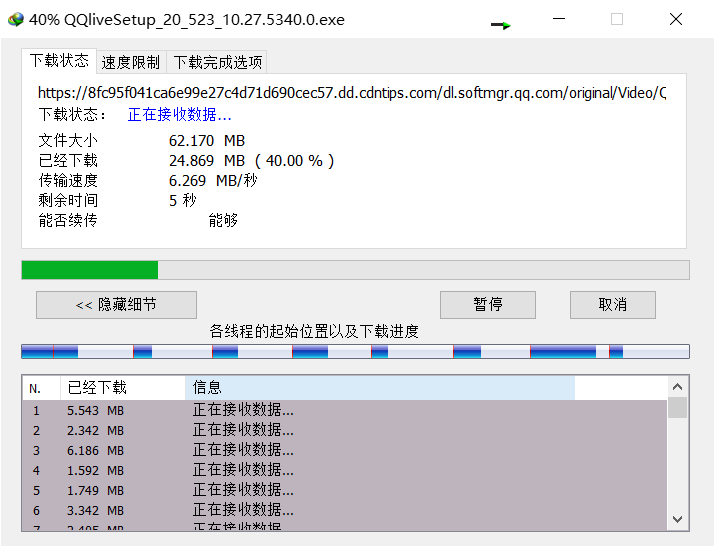 40% QQliveSetup_20_523_10.27.5340.0.exe
下载状态 速度限制 下载完成选项
https://8fc95f041ca6e99e27c4d71d690cec57.dd.cdntips.com/dl.softmgr.qq.com/original/Video/Q
下载状态： 正在接收数据...
文件大小 62.170 MB
已经下载 24.869 MB ( 40.00 % )
传输速度 6.269 MB/秒
剩余时间 5 秒
能否续传 能够
<< 隐藏细节 暂停 取消
各线程的起始位置以及下载进度
N. 已经下载 信息
1 5.543 MB 正在接收数据...
2 2.342 MB 正在接收数据...
3 6.186 MB 正在接收数据...
4 1.592 MB 正在接收数据...
5 1.749 MB 正在接收数据...
6 3.342 MB 正在接收数据...
7 MB 正在接收数据...